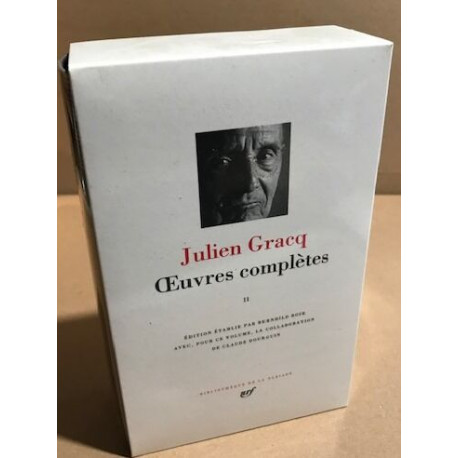 Julien Gracq
Œuvres complètes
II
ÉDITION ÉTABLIE PAR BERNHILD BOIE
AVEC, POUR CE VOLUME, LA COLLABORATION
DE CLAUDE DOURGUIN
BIBLIOTHÈQUE DE LA PLÉIADE
nrf